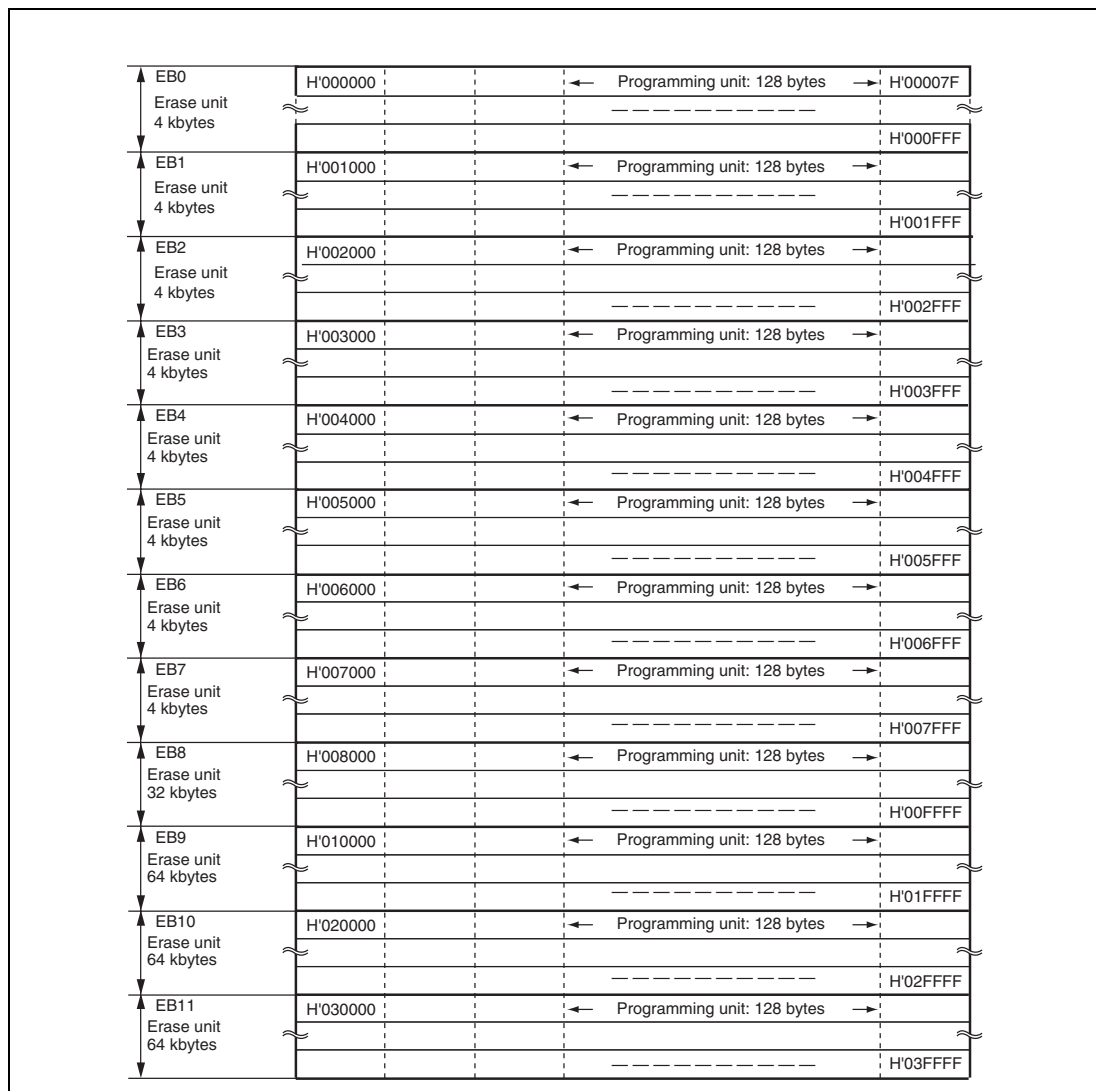 EB0
Erase unit
4 kbytes
H'000000 ← Programming unit: 128 bytes → H'00007F
— — — — — — — — — —
H'000FFF
EB1
Erase unit
4 kbytes
H'001000 ← Programming unit: 128 bytes →
— — — — — — — — — —
H'001FFF
EB2
Erase unit
4 kbytes
H'002000 ← Programming unit: 128 bytes →
— — — — — — — — — — H'002FFF
EB3
Erase unit
4 kbytes
H'003000 ← Programming unit: 128 bytes →
— — — — — — — — — — H'003FFF
EB4
Erase unit
4 kbytes
H'004000 ← Programming unit: 128 bytes →
— — — — — — — — — — H'004FFF
EB5
Erase unit
4 kbytes
H'005000 ← Programming unit: 128 bytes →
— — — — — — — — — — H'005FFF
EB6
Erase unit
4 kbytes
H'006000 ← Programming unit: 128 bytes →
— — — — — — — — — — H'006FFF
EB7
Erase unit
4 kbytes
H'007000 ← Programming unit: 128 bytes →
— — — — — — — — — — H'007FFF
EB8
Erase unit
32 kbytes
H'008000 ← Programming unit: 128 bytes →
— — — — — — — — — — H'00FFFF
EB9
Erase unit
64 kbytes
H'010000 ← Programming unit: 128 bytes →
— — — — — — — — — — H'01FFFF
EB10
Erase unit
64 kbytes
H'020000 ← Programming unit: 128 bytes →
— — — — — — — — — — H'02FFFF
EB11
Erase unit
64 kbytes
H'030000 ← Programming unit: 128 bytes →
— — — — — — — — — — H'03FFFF